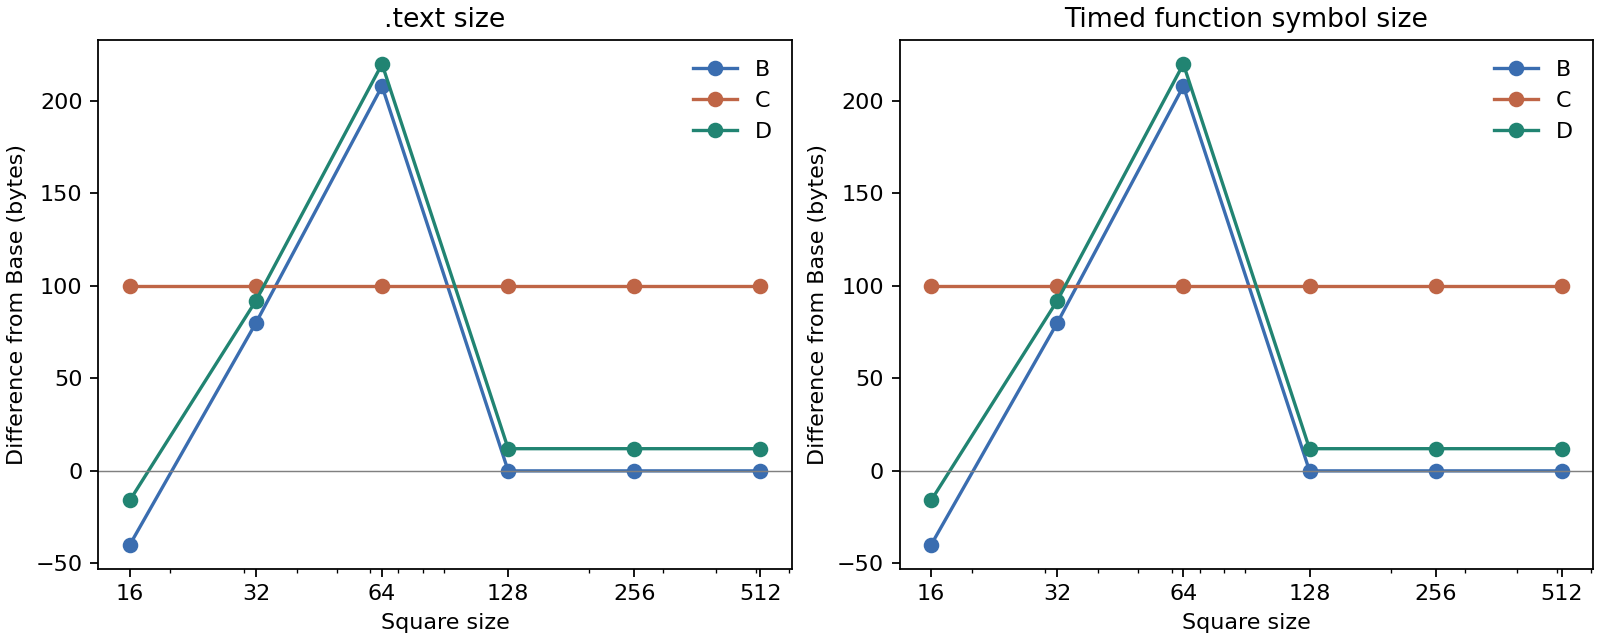 .text size
Difference from Base (bytes)
200
150
100
50
0
−50
16 32 64 128 256 512
Square size
B
C
D
Timed function symbol size
Difference from Base (bytes)
200
150
100
50
0
−50
16 32 64 128 256 512
Square size
B
C
D